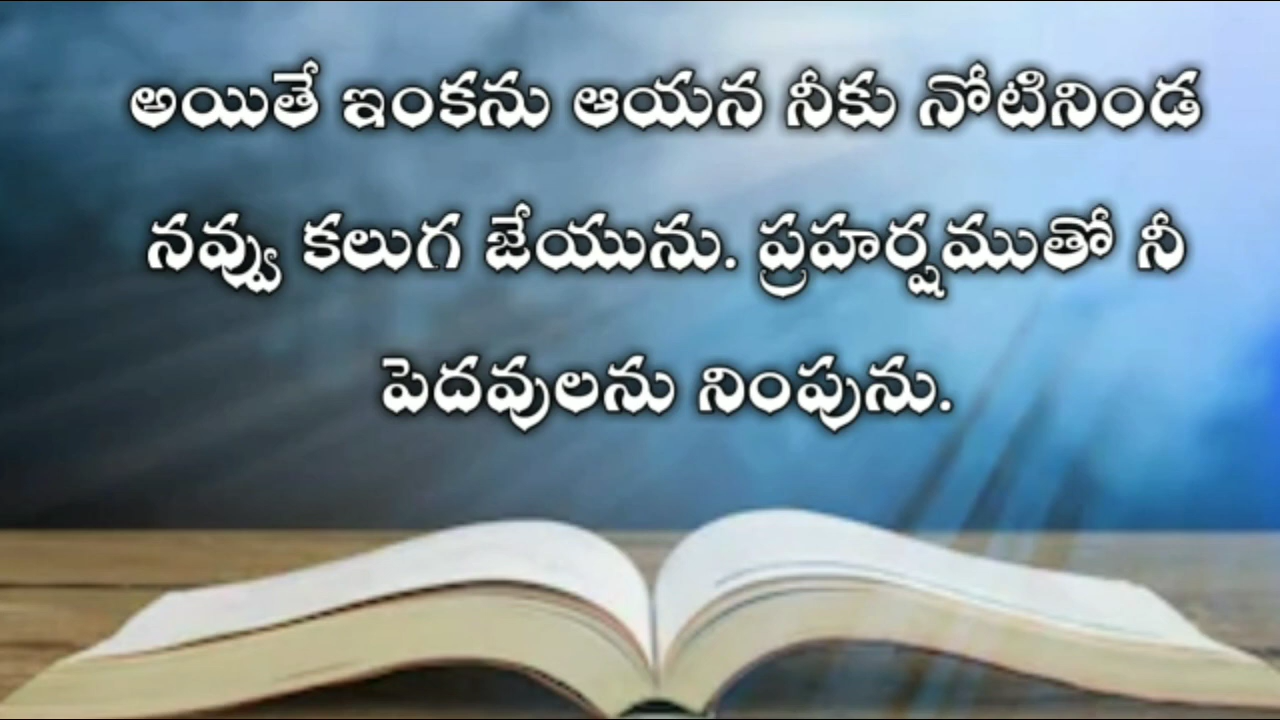 అయితే ఇంకను ఆయన నీకు నోటినిండ
నవ్వు కలుగ జేయును. ప్రహర్షముతో నీ
పెదవులను నింపును.